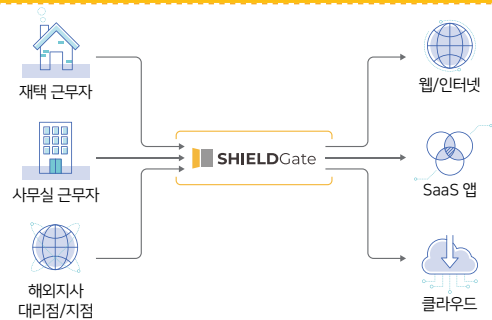 재택 근무자
웹/인터넷
SHIELDGate
사무실 근무자
SaaS 앱
해외지사
대리점/지점
클라우드